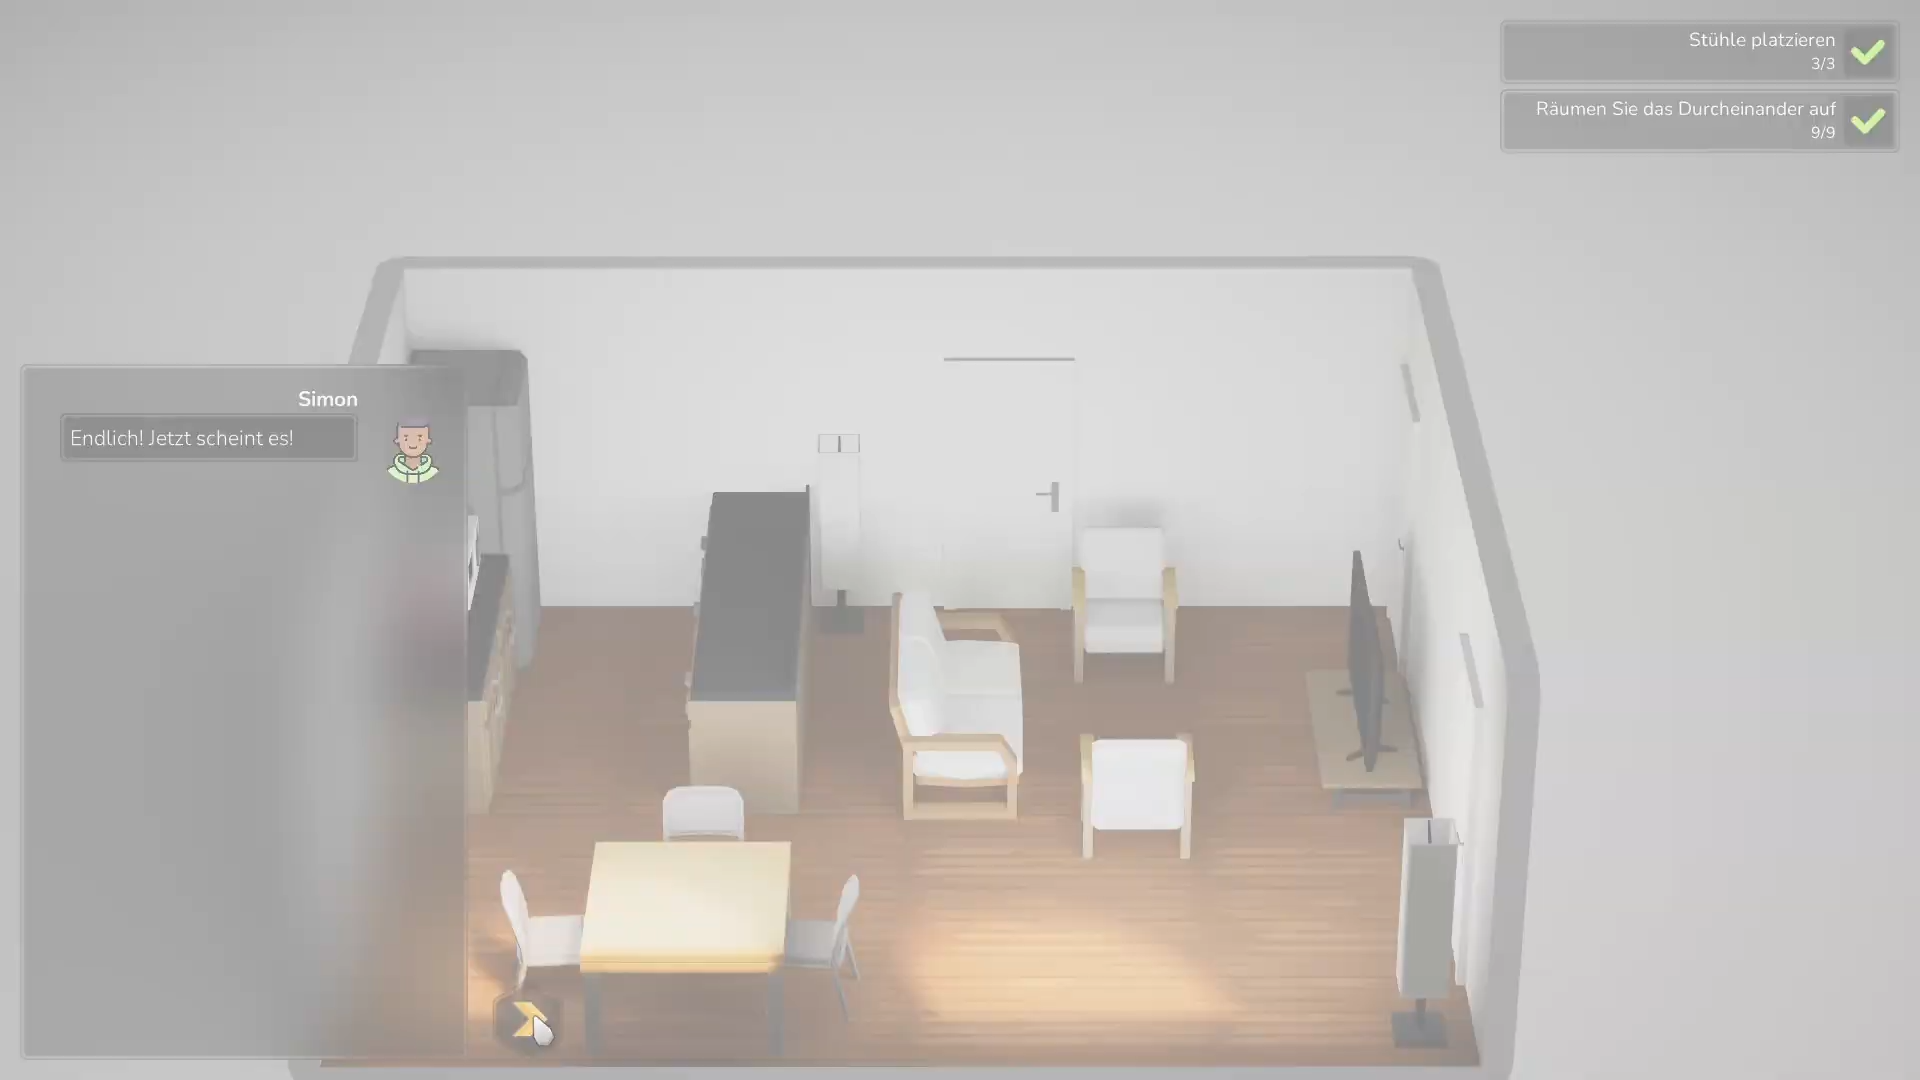 Stühle platzieren
3/3
Räumen Sie das Durcheinander auf
9/9
Simon
Endlich! Jetzt scheint es!